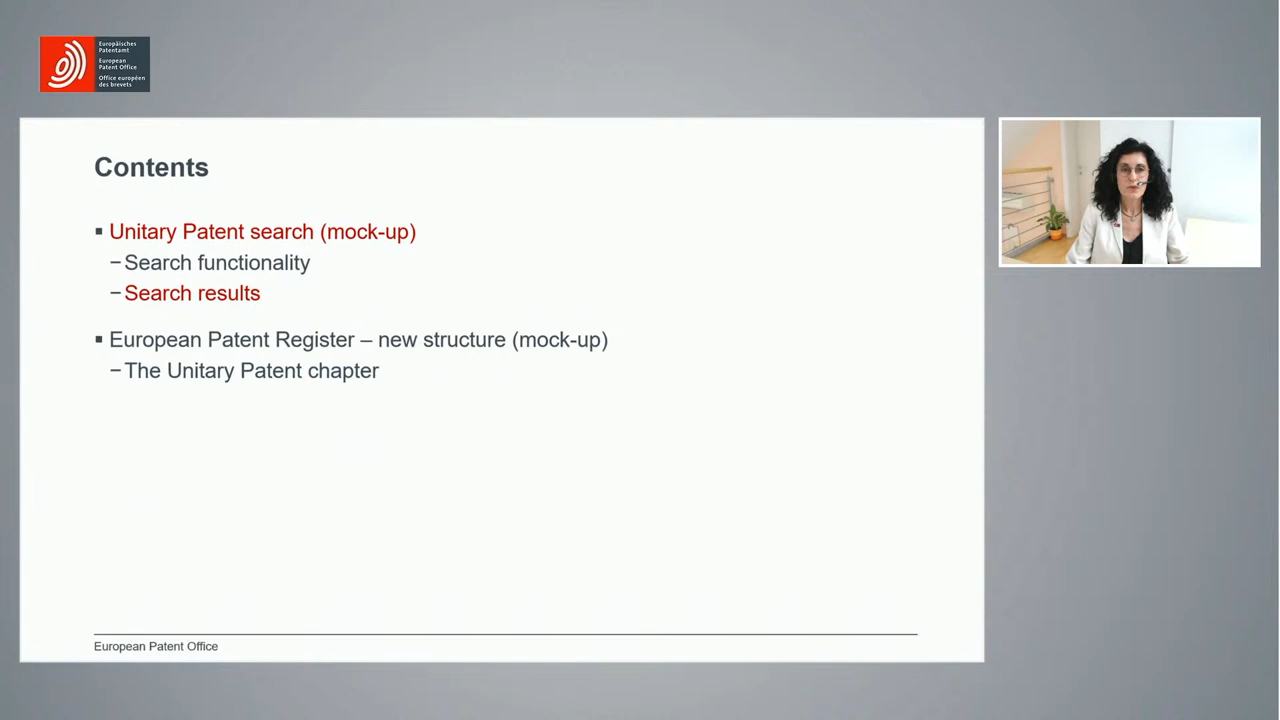 Europäisches
Patentamt
European
Patent Office
Office européen
des brevets
Contents
▪ Unitary Patent search (mock-up)
−Search functionality
−Search results
▪ European Patent Register – new structure (mock-up)
−The Unitary Patent chapter
European Patent Office